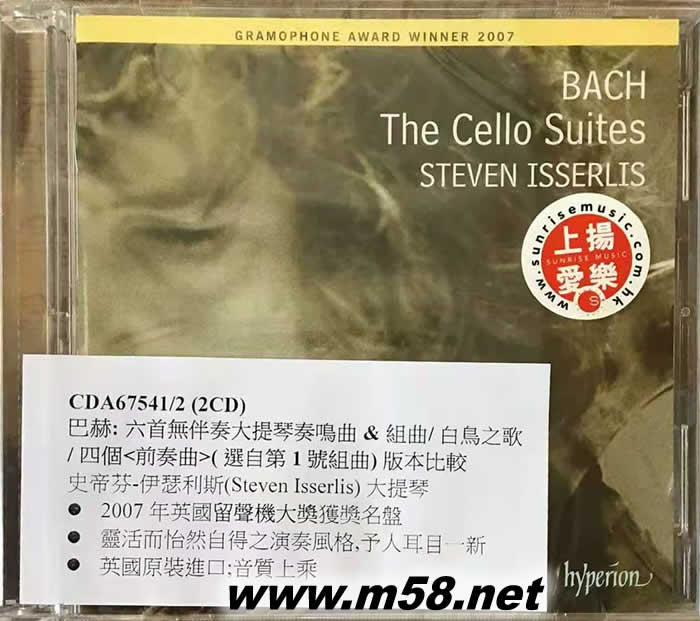 GRAMOPHONE AWARD WINNER 2007
BACH
The Cello Suites
STEVEN ISSERLIS
www.sunrisemusic.com.hk
上揚
SUNRISE MUSIC
愛樂
S
CDA67541/2 (2CD)
巴赫: 六首無伴奏大提琴奏鳴曲 & 組曲/ 白鳥之歌
/ 四個<前奏曲>( 選自第 1 號組曲) 版本比較
史帝芬-伊瑟利斯(Steven Isserlis) 大提琴
● 2007 年英國留聲機大獎獲獎名盤
● 靈活而怡然自得之演奏風格,予人耳目一新
● 英國原裝進口;音質上乘
hyperion
www.m58.net